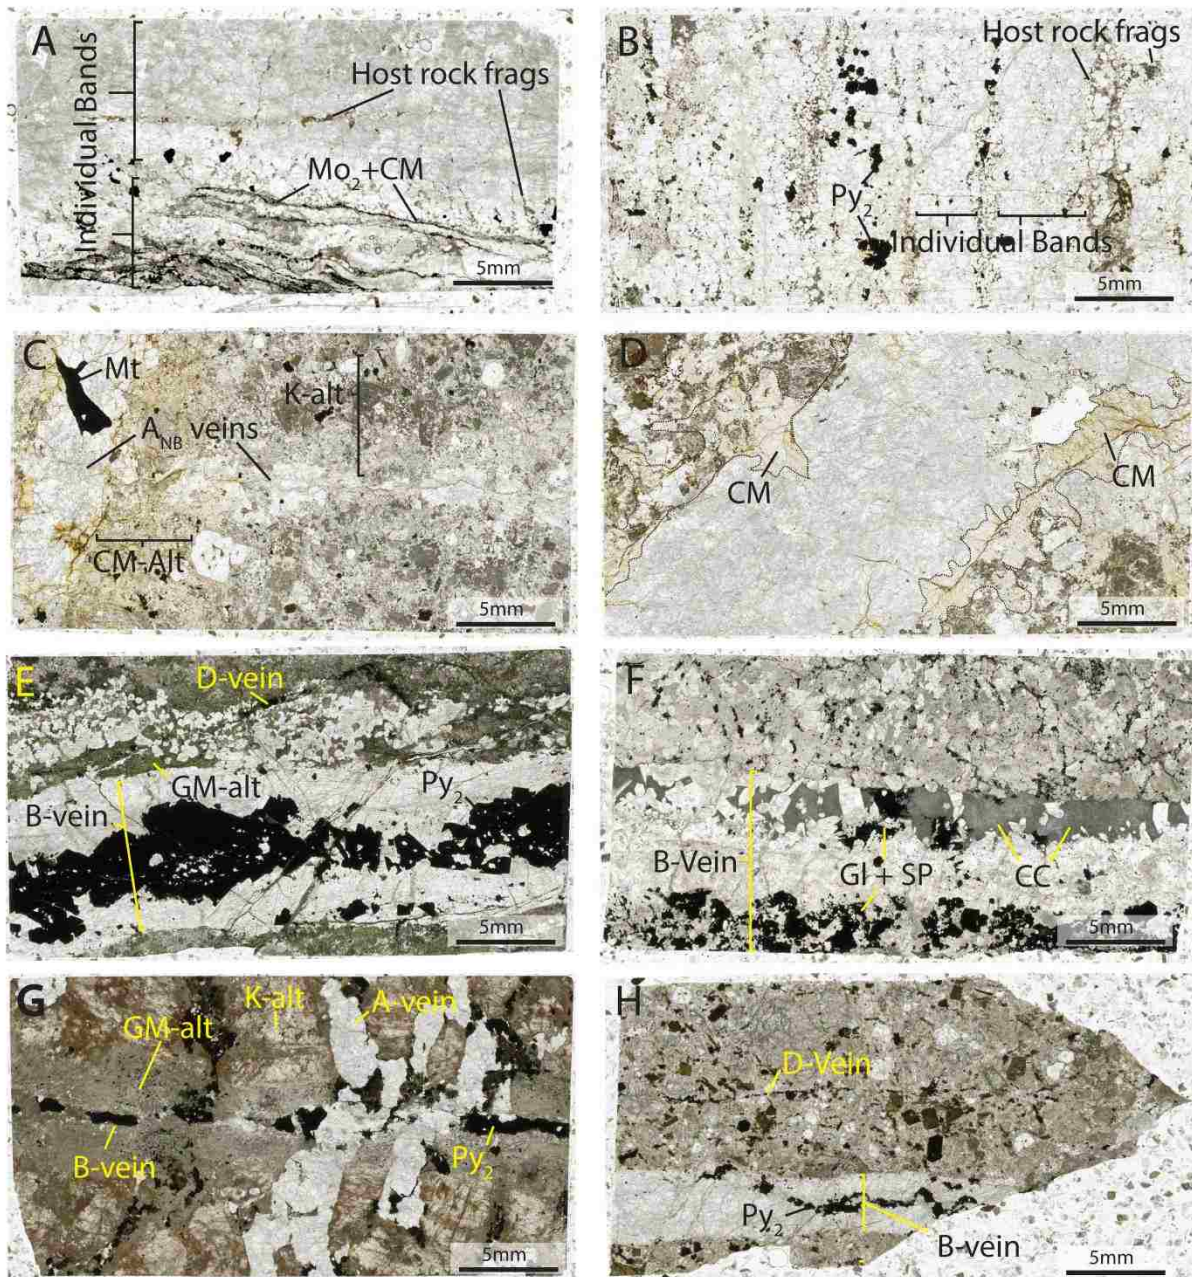 A
Individual Bands
Host rock frags
Mo2+CM
5mm
B
Host rock frags
Py2
Individual Bands
5mm
C
Mt
K-alt
ANB veins
CM-Alt
5mm
D
CM
CM
5mm
E
D-vein
GM-alt
B-vein
Py2
5mm
F
B-Vein
Gl + SP
CC
5mm
G
K-alt
A-vein
GM-alt
B-vein
Py2
5mm
H
D-Vein
Py2
B-vein
5mm